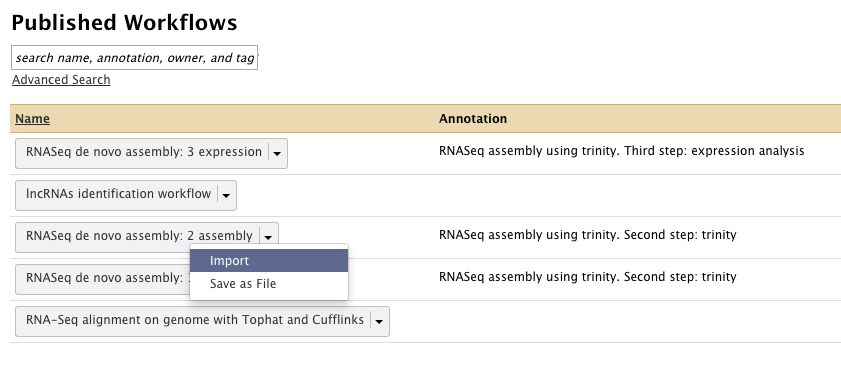 Published Workflows
search name, annotation, owner, and tag
Advanced Search
Name Annotation
RNASeq de novo assembly: 3 expression RNASeq assembly using trinity. Third step: expression analysis
lncRNAs identification workflow
RNASeq de novo assembly: 2 assembly RNASeq assembly using trinity. Second step: trinity
Import
RNASeq de novo assembly: RNASeq assembly using trinity. Second step: trinity
Save as File
RNA-Seq alignment on genome with Tophat and Cufflinks